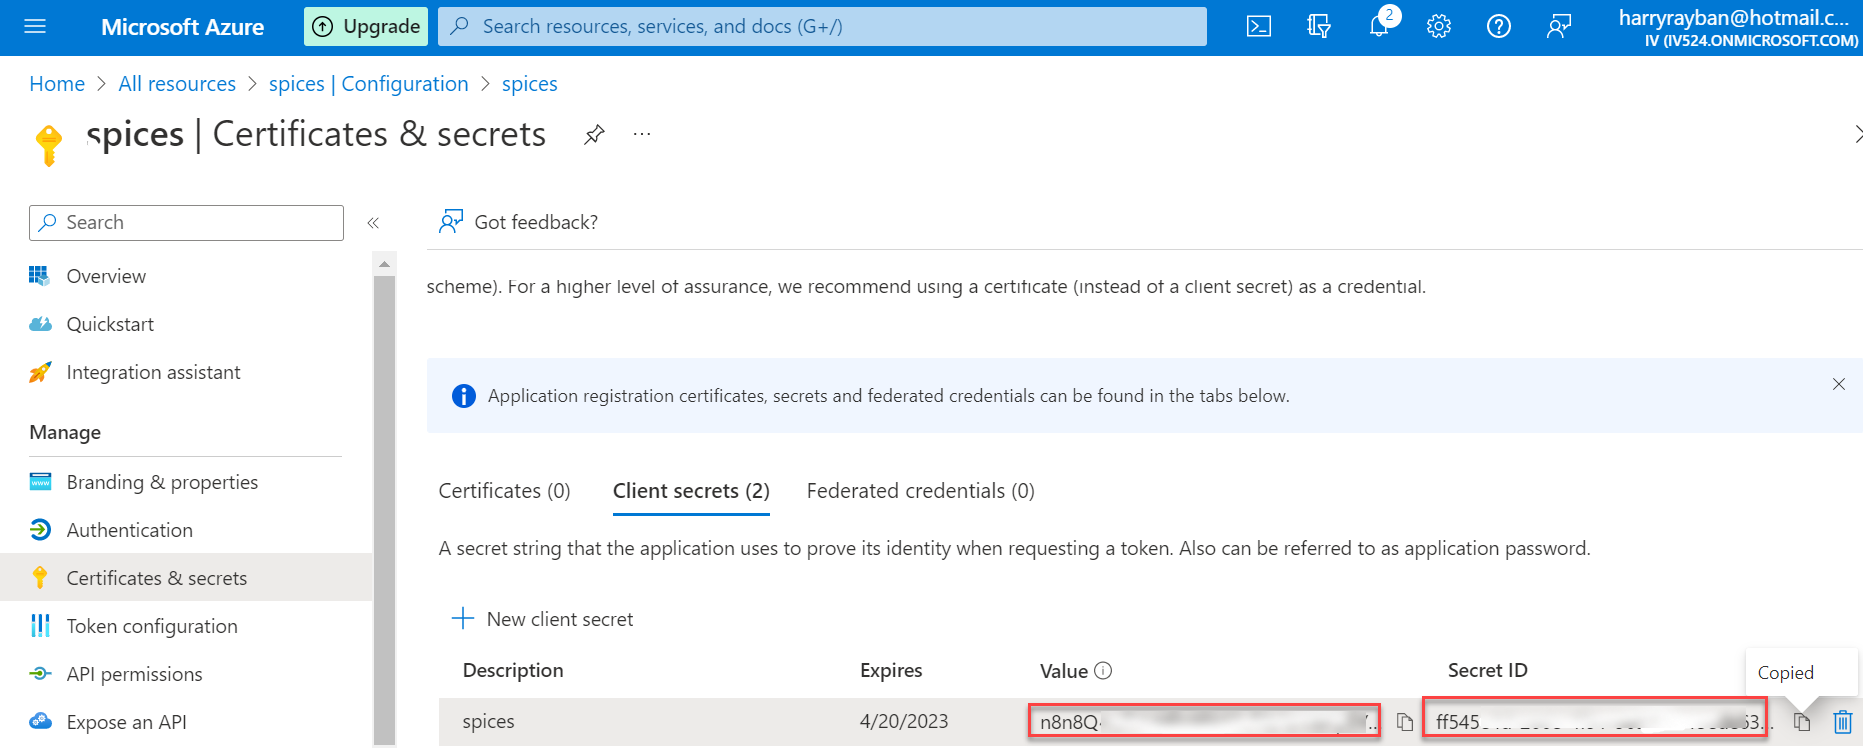 Microsoft Azure
Upgrade
Search resources, services, and docs (G+/)
2
harryrayban@hotmail.c...
IV (IV524.ONMICROSOFT.COM)
Home > All resources > spices | Configuration > spices
spices | Certificates & secrets
...
Search
«
Got feedback?
Overview
Quickstart
Integration assistant
Manage
Branding & properties
Authentication
Certificates & secrets
Token configuration
API permissions
Expose an API
scheme). For a higher level of assurance, we recommend using a certificate (instead of a client secret) as a credential.
Application registration certificates, secrets and federated credentials can be found in the tabs below.
Certificates (0) Client secrets (2) Federated credentials (0)
A secret string that the application uses to prove its identity when requesting a token. Also can be referred to as application password.
New client secret
Description Expires Value Secret ID
Copied
spices 4/20/2023 n8n8Q ff545